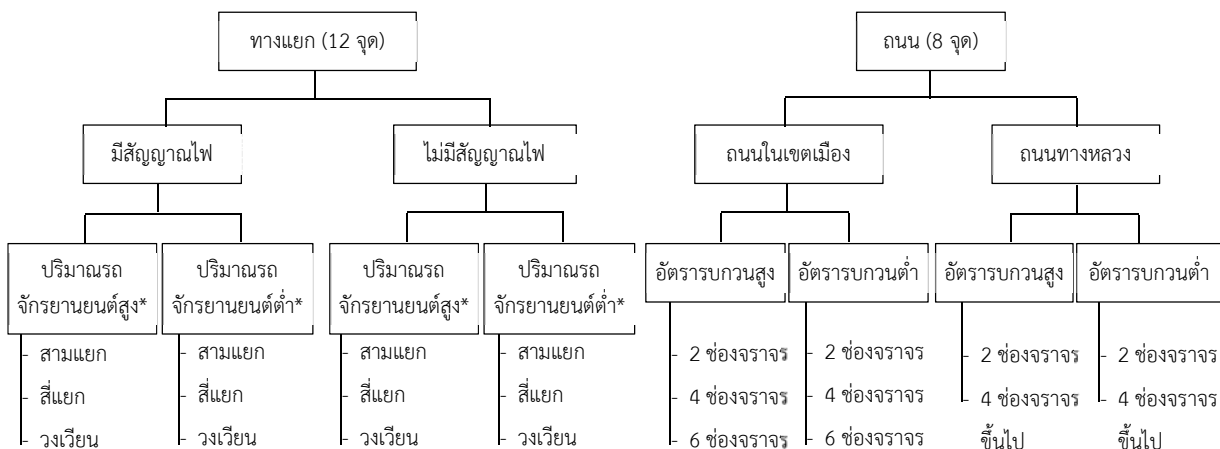 ทางแยก (12 จุด)
ถนน (8 จุด)
มีสัญญาณไฟ
ไม่มีสัญญาณไฟ
ถนนในเขตเมือง
ถนนทางหลวง
ปริมาณรถ
จักรยานยนต์สูง*
ปริมาณรถ
จักรยานยนต์ต่ำ*
ปริมาณรถ
จักรยานยนต์สูง*
ปริมาณรถ
จักรยานยนต์ต่ำ*
อัตรารบกวนสูง
อัตรารบกวนต่ำ
อัตรารบกวนสูง
อัตรารบกวนต่ำ
- สามแยก
- สี่แยก
- วงเวียน
- สามแยก
- สี่แยก
- วงเวียน
- สามแยก
- สี่แยก
- วงเวียน
- สามแยก
- สี่แยก
- วงเวียน
- 2 ช่องจราจร
- 4 ช่องจราจร
- 6 ช่องจราจร
- 2 ช่องจราจร
- 4 ช่องจราจร
- 6 ช่องจราจร
- 2 ช่องจราจร
- 4 ช่องจราจร
ขึ้นไป
- 2 ช่องจราจร
- 4 ช่องจราจร
ขึ้นไป